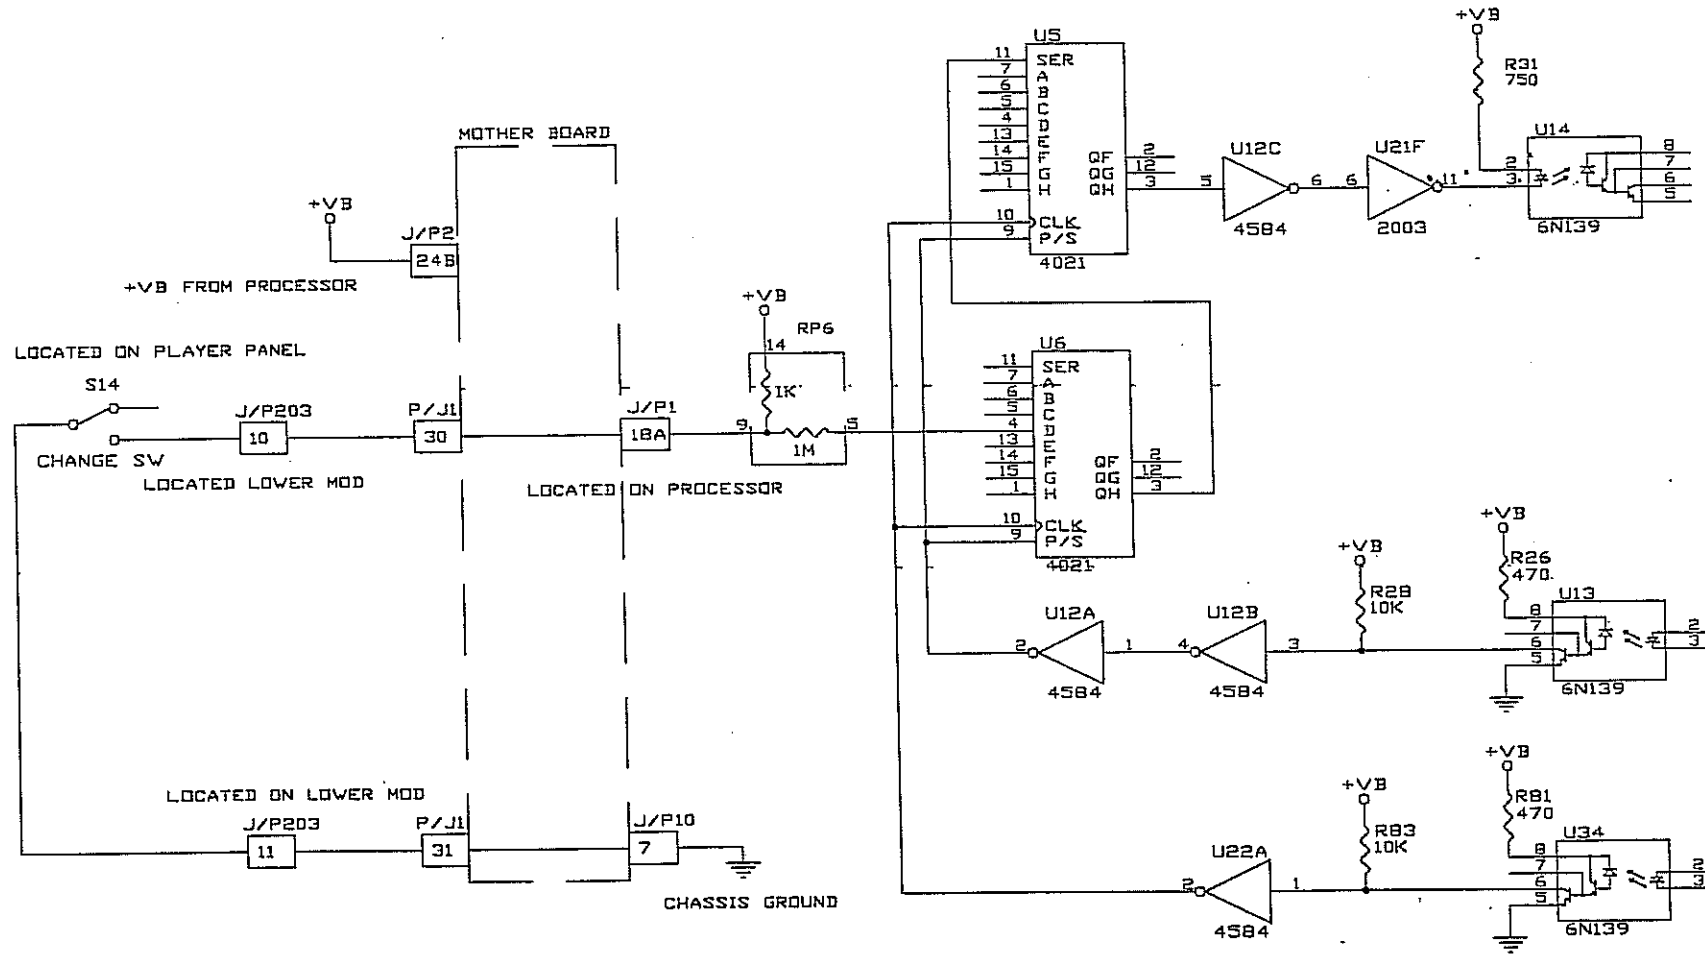 +VB
R31
750
U5
11 SER
7 A
6 B
5 C
4 D
13 E
14 F
15 G
1 H
QF 2
QG 12
QH 3
10 CLK
9 P/S
4021
5 U12C 6
4584
6 U21F 11
2003
U14
2
3
8
7
6
5
6N139
MOTHER BOARD
+VB
J/P2
24B
+VB FROM PROCESSOR
LOCATED ON PLAYER PANEL
S14
CHANGE SW
J/P203
10
LOCATED LOWER MOD
P/J1
30
J/P1
18A
LOCATED ON PROCESSOR
+VB
RP6
14
1K
9
5
1M
U6
11 SER
7 A
6 B
5 C
4 D
13 E
14 F
15 G
1 H
QF 2
QG 12
QH 3
10 CLK
9 P/S
4021
2 U12A 1
4584
4 U12B 3
4584
+VB
R28
10K
+VB
R26
470
U13
8
7
6
5
2
3
6N139
LOCATED ON LOWER MOD
J/P203
11
P/J1
31
J/P10
7
CHASSIS GROUND
2 U22A 1
4584
+VB
R83
10K
+VB
R81
470
U34
8
7
6
5
2
3
6N139